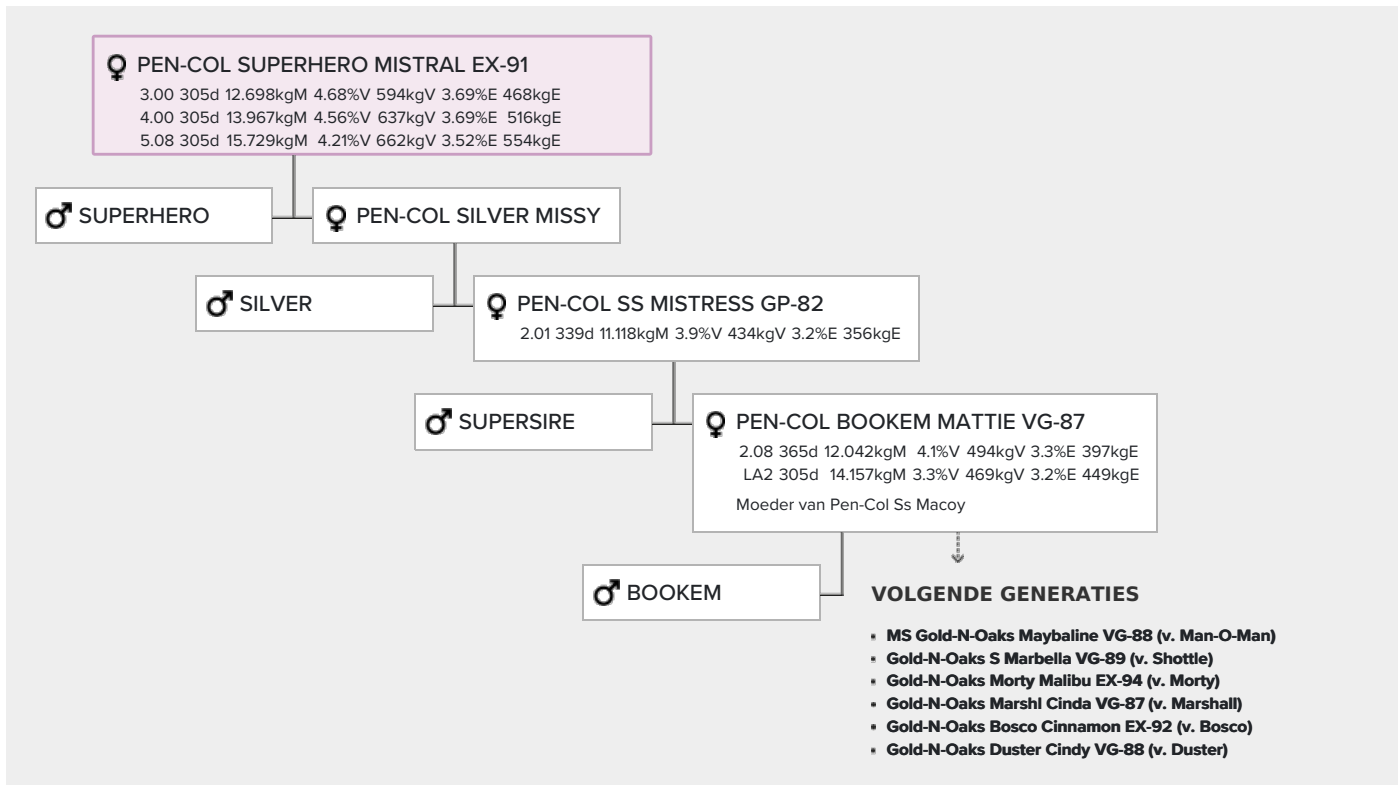 PEN-COL SUPERHERO MISTRAL EX-91
3.00 305d 12.698kgM 4.68%V 594kgV 3.69%E 468kgE
4.00 305d 13.967kgM 4.56%V 637kgV 3.69%E 516kgE
5.08 305d 15.729kgM 4.21%V 662kgV 3.52%E 554kgE
SUPERHERO
PEN-COL SILVER MISSY
SILVER
PEN-COL SS MISTRESS GP-82
2.01 339d 11.118kgM 3.9%V 434kgV 3.2%E 356kgE
SUPERSIRE
PEN-COL BOOKEM MATTIE VG-87
2.08 365d 12.042kgM 4.1%V 494kgV 3.3%E 397kgE
LA2 305d 14.157kgM 3.3%V 469kgV 3.2%E 449kgE
Moeder van Pen-Col Ss Macoy
BOOKEM
VOLGENDE GENERATIES
▪ MS Gold-N-Oaks Maybaline VG-88 (v. Man-O-Man)
▪ Gold-N-Oaks S Marbella VG-89 (v. Shottle)
▪ Gold-N-Oaks Morty Malibu EX-94 (v. Morty)
▪ Gold-N-Oaks Marshl Cinda VG-87 (v. Marshall)
▪ Gold-N-Oaks Bosco Cinnamon EX-92 (v. Bosco)
▪ Gold-N-Oaks Duster Cindy VG-88 (v. Duster)